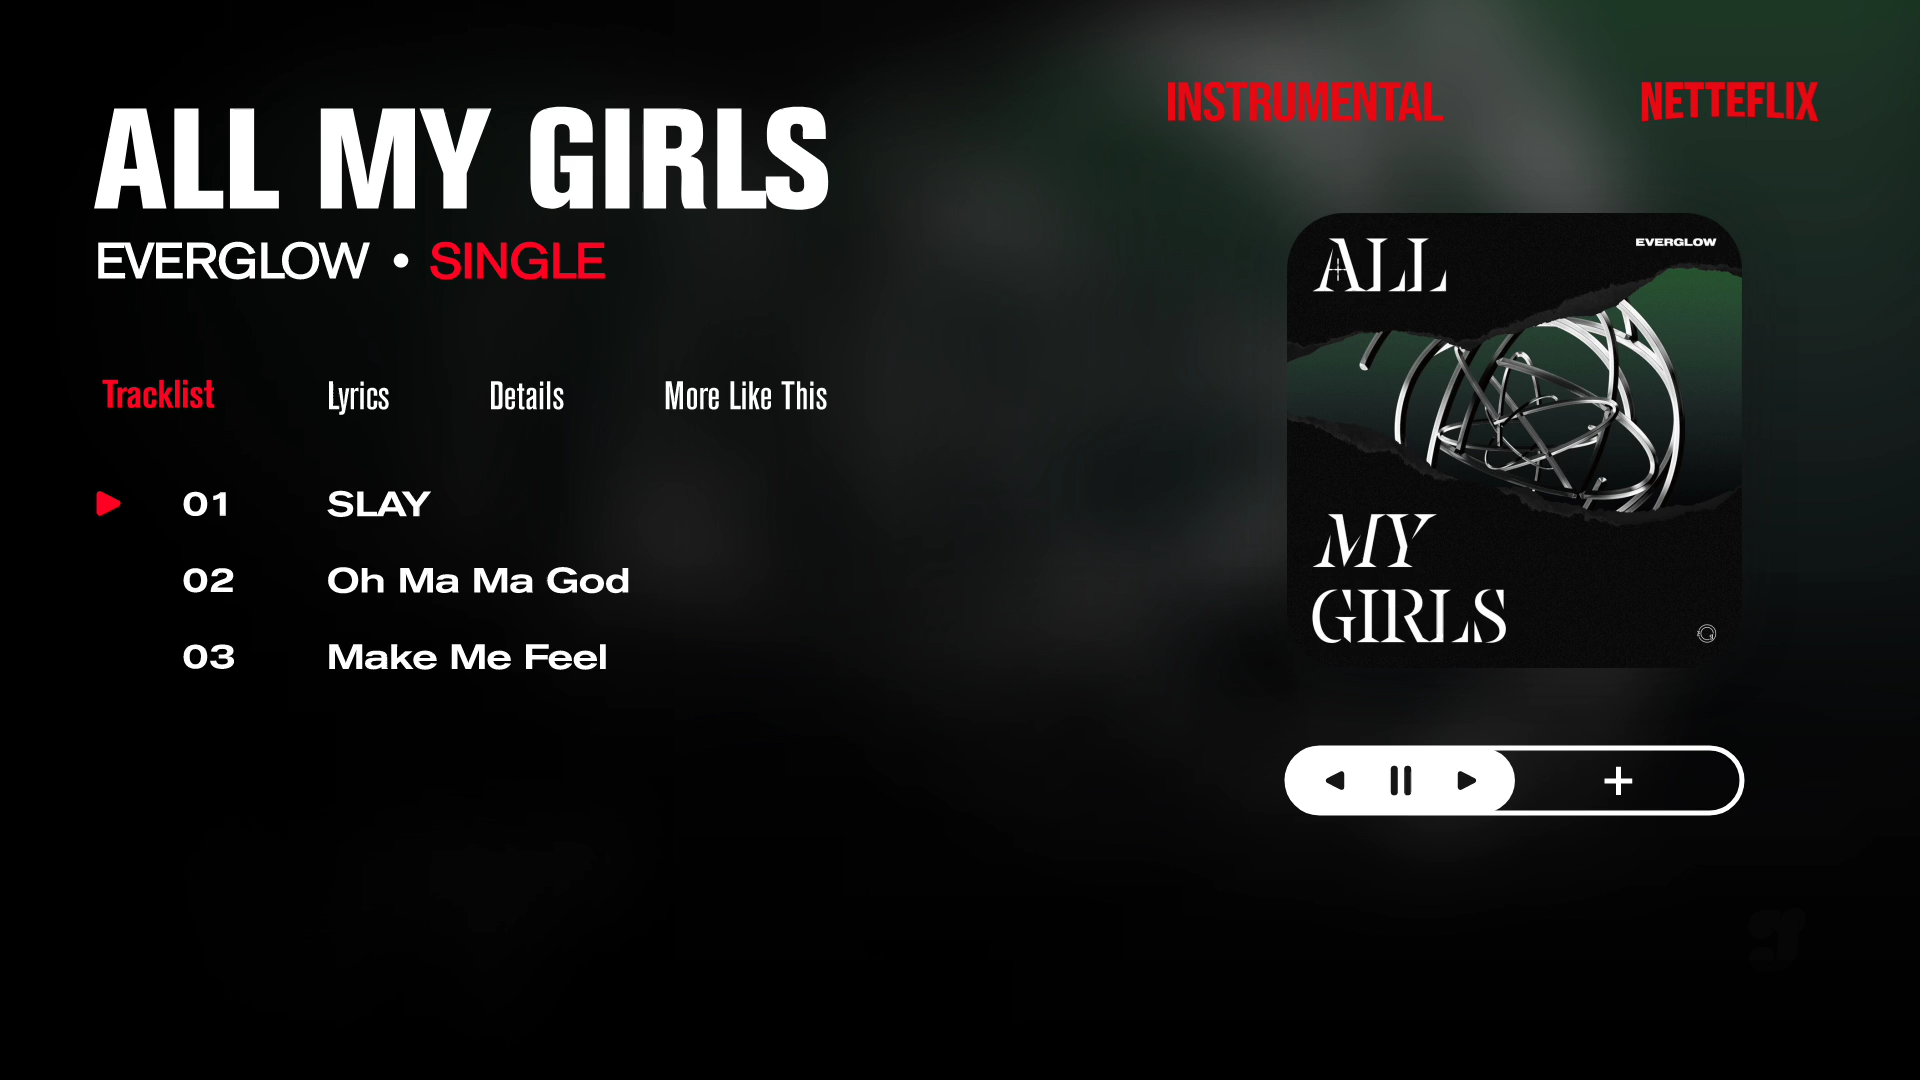 ALL MY GIRLS
EVERGLOW • SINGLE
INSTRUMENTAL
NETTEFLIX
Tracklist
Lyrics
Details
More Like This
01 SLAY
02 Oh Ma Ma God
03 Make Me Feel
ALL
EVERGLOW
MY
GIRLS